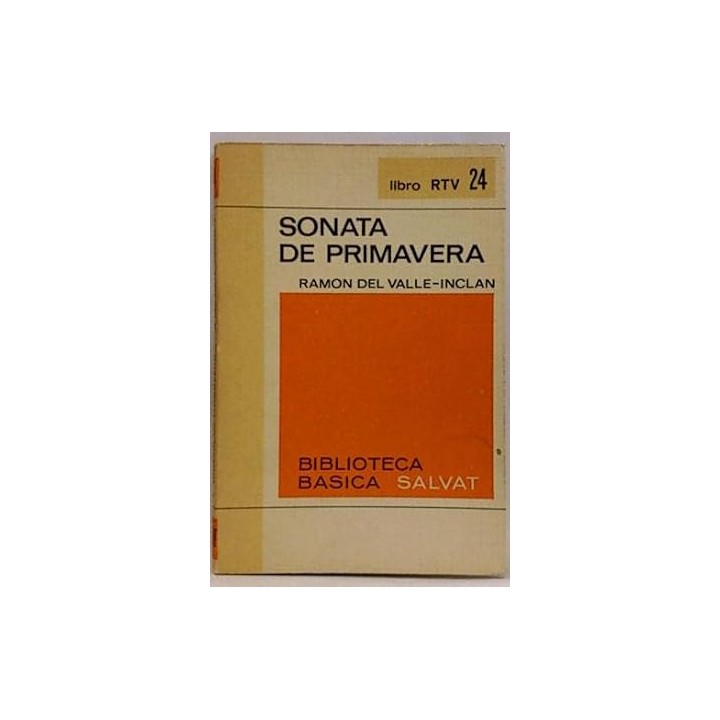 libro RTV 24
SONATA
DE PRIMAVERA
RAMON DEL VALLE-INCLAN
BIBLIOTECA
BASICA SALVAT